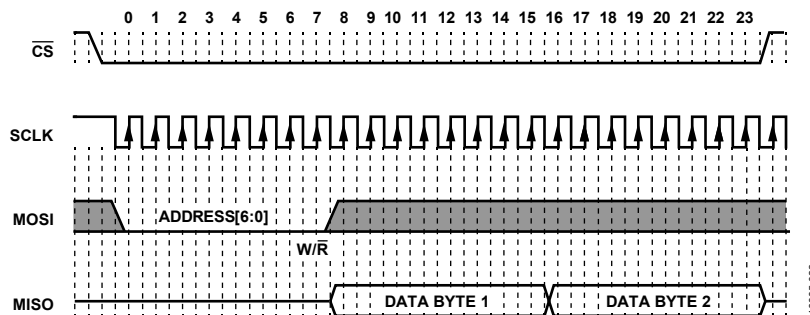 0 1 2 3 4 5 6 7 8 9 10 11 12 13 14 15 16 17 18 19 20 21 22 23
C̅S̅
SCLK
MOSI
ADDRESS[6:0]
W/R̅
MISO
DATA BYTE 1
DATA BYTE 2